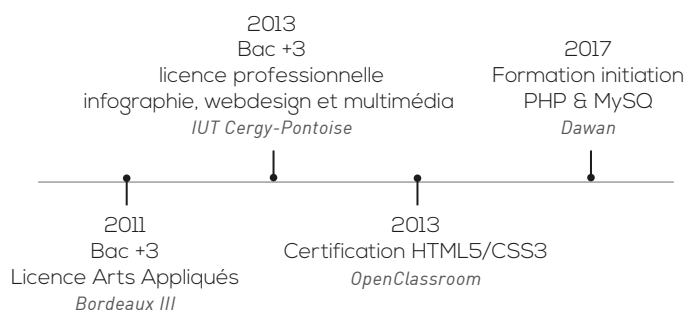 2013
Bac +3
licence professionnelle
infographie, webdesign et multimédia
IUT Cergy-Pontoise
2017
Formation initiation
PHP & MySQ
Dawan
2011
Bac +3
Licence Arts Appliqués
Bordeaux III
2013
Certification HTML5/CSS3
OpenClassroom